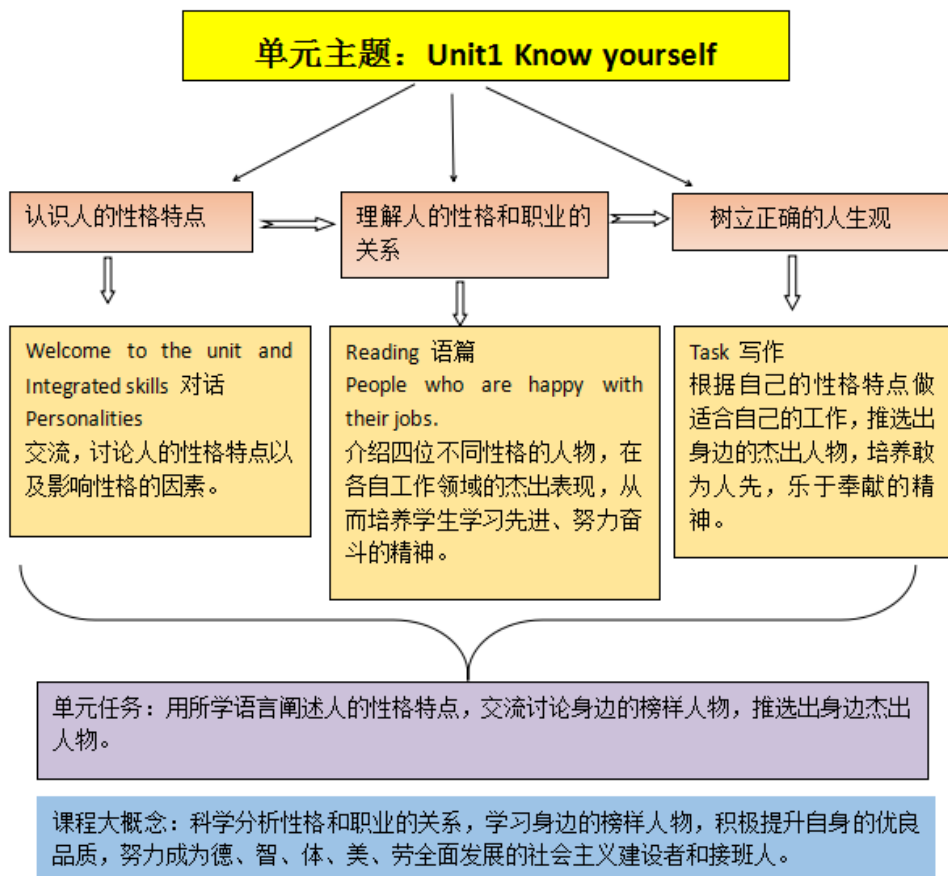 单元主题：Unit1 Know yourself
认识人的性格特点
理解人的性格和职业的
关系
树立正确的人生观
Welcome to the unit and
Integrated skills 对话
Personalities
交流，讨论人的性格特点以
及影响性格的因素。
Reading 语篇
People who are happy with
their jobs.
介绍四位不同性格的人物，在
各自工作领域的杰出表现，从
而培养学生学习先进、努力奋
斗的精神。
Task 写作
根据自己的性格特点做
适合自己的工作，推选出
身边的杰出人物，培养敢
为人先，乐于奉献的精
神。
单元任务：用所学语言阐述人的性格特点，交流讨论身边的榜样人物，推选出身边杰出
人物。
课程大概念：科学分析性格和职业的关系，学习身边的榜样人物，积极提升自身的优良
品质，努力成为德、智、体、美、劳全面发展的社会主义建设者和接班人。